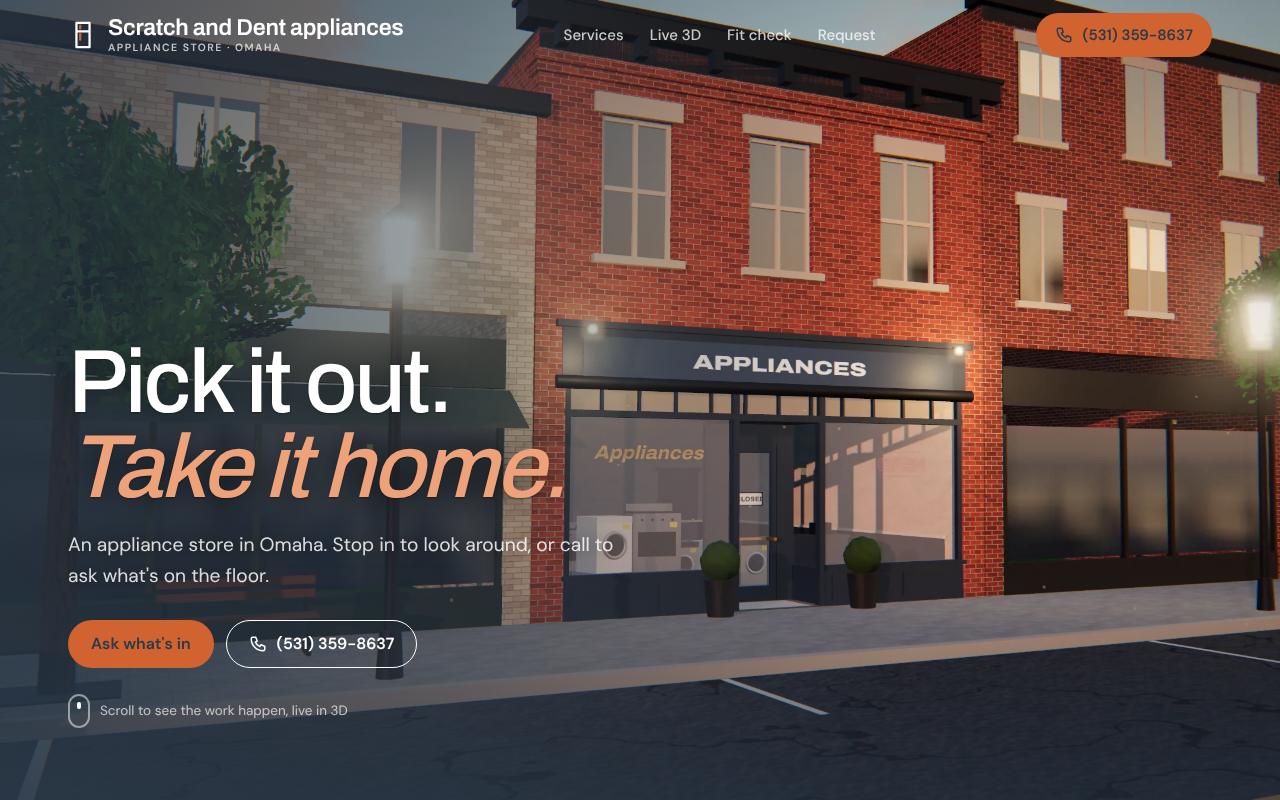 Scratch and Dent appliances
APPLIANCE STORE · OMAHA
Services
Live 3D
Fit check
Request
(531) 359-8637
APPLIANCES
Appliances
Pick it out.
Take it home.
An appliance store in Omaha. Stop in to look around, or call to
ask what's on the floor.
Ask what's in
(531) 359-8637
Scroll to see the work happen, live in 3D